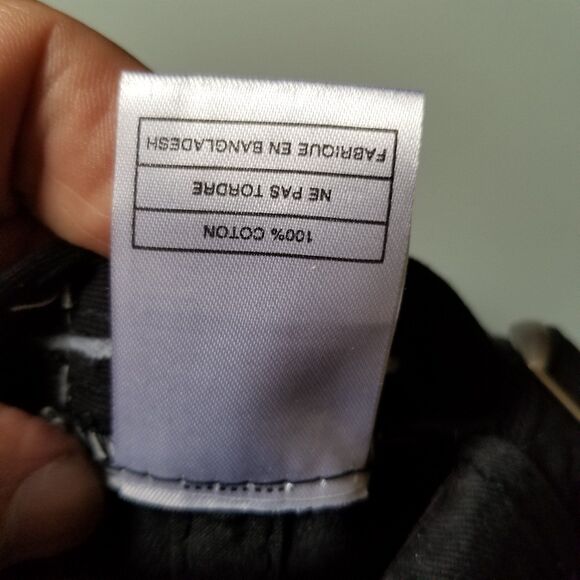 100% COTON
NE PAS TORDRE
FABRIQUE EN BANGLADESH